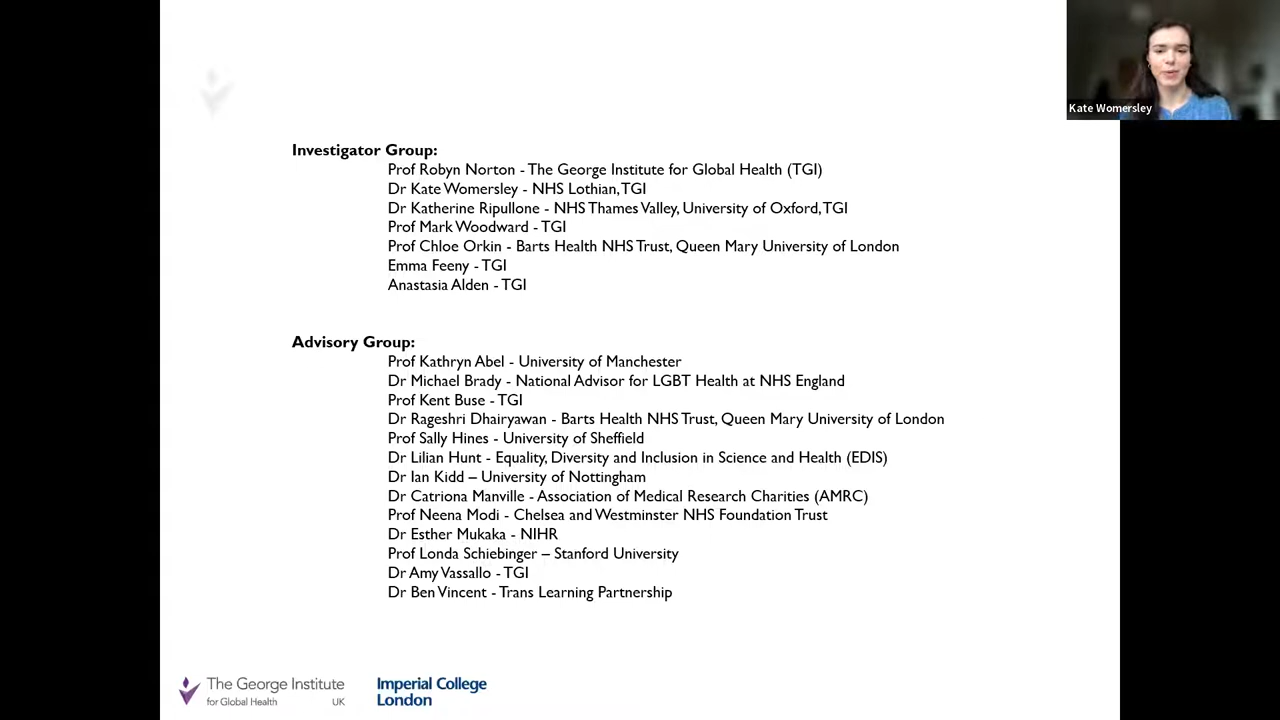 Kate Womersley
Investigator Group:
Prof Robyn Norton - The George Institute for Global Health (TGI)
Dr Kate Womersley - NHS Lothian, TGI
Dr Katherine Ripullone - NHS Thames Valley, University of Oxford, TGI
Prof Mark Woodward - TGI
Prof Chloe Orkin - Barts Health NHS Trust, Queen Mary University of London
Emma Feeny - TGI
Anastasia Alden - TGI
Advisory Group:
Prof Kathryn Abel - University of Manchester
Dr Michael Brady - National Advisor for LGBT Health at NHS England
Prof Kent Buse - TGI
Dr Rageshri Dhairyawan - Barts Health NHS Trust, Queen Mary University of London
Prof Sally Hines - University of Sheffield
Dr Lilian Hunt - Equality, Diversity and Inclusion in Science and Health (EDIS)
Dr Ian Kidd – University of Nottingham
Dr Catriona Manville - Association of Medical Research Charities (AMRC)
Prof Neena Modi - Chelsea and Westminster NHS Foundation Trust
Dr Esther Mukaka - NIHR
Prof Londa Schiebinger – Stanford University
Dr Amy Vassallo - TGI
Dr Ben Vincent - Trans Learning Partnership
The George Institute
for Global Health UK
Imperial College
London